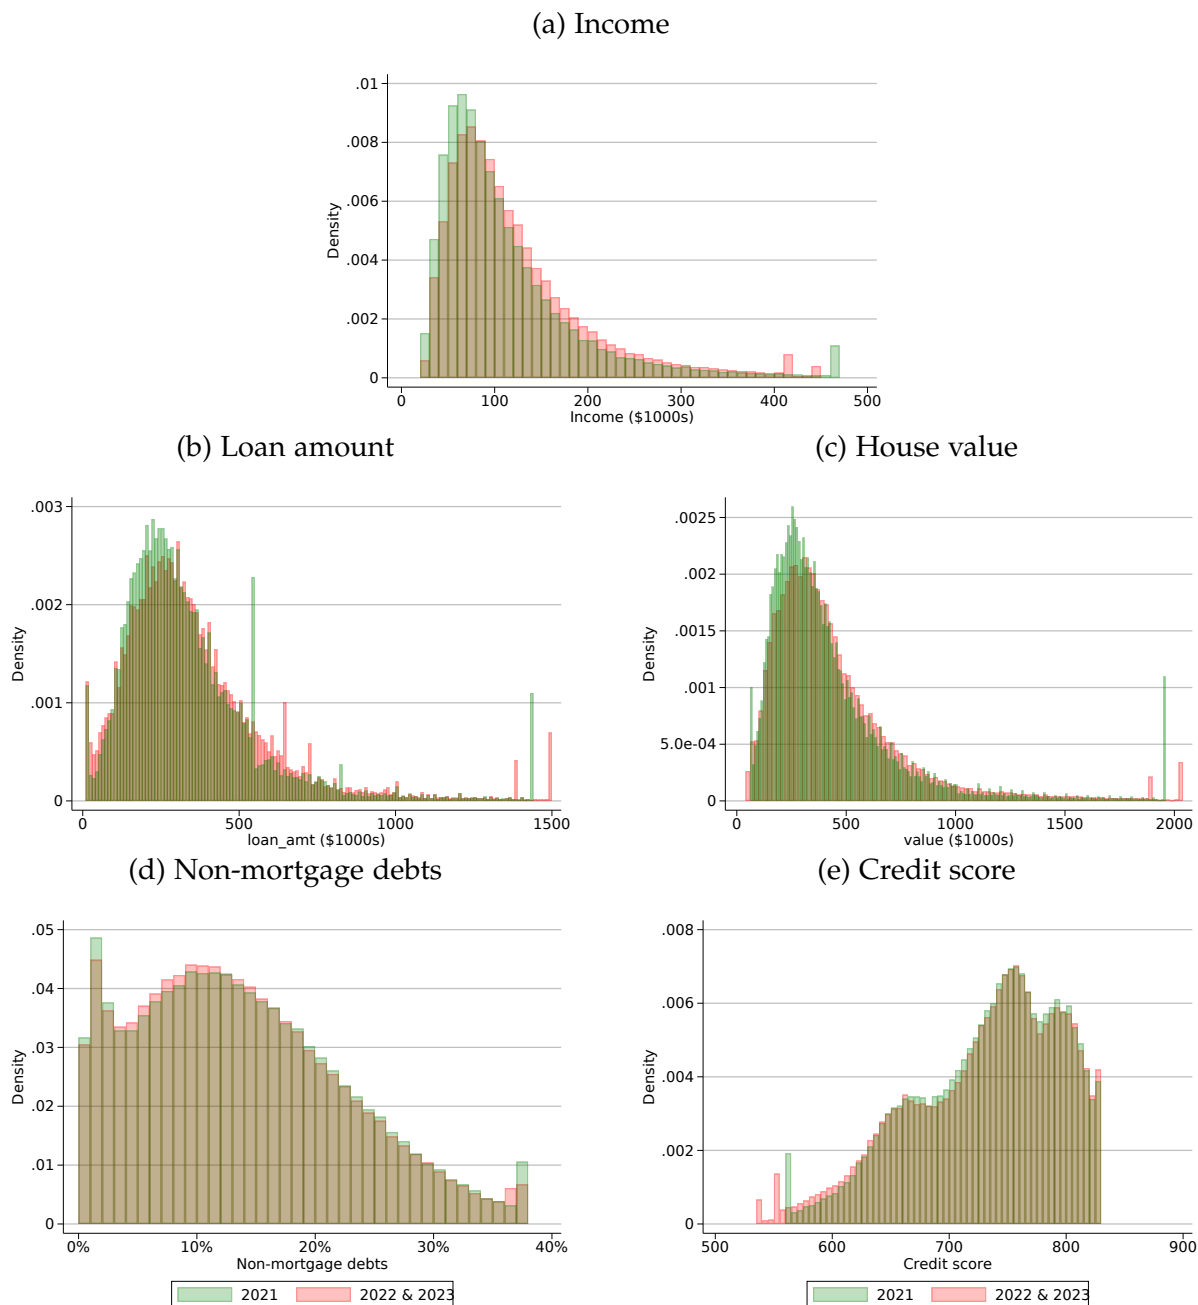 (a) Income
.01
.008
.006
.004
.002
0
Density
0 100 200 300 400 500
Income ($1000s)
(b) Loan amount
.003
.002
.001
0
Density
0 500 1000 1500
loan_amt ($1000s)
(c) House value
.0025
.002
.0015
.001
5.0e-04
0
Density
0 500 1000 1500 2000
value ($1000s)
(d) Non-mortgage debts
.05
.04
.03
.02
.01
0
Density
0% 10% 20% 30% 40%
Non-mortgage debts
2021 2022 & 2023
(e) Credit score
.008
.006
.004
.002
0
Density
500 600 700 800 900
Credit score
2021 2022 & 2023